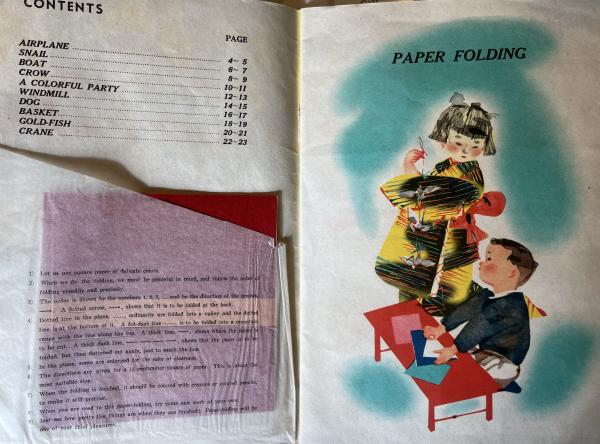 CONTENTS
PAGE
AIRPLANE 4~ 5
SNAIL 6~ 7
BOAT 8~ 9
CROW 10~11
A COLORFUL PARTY 12~13
WINDMILL 14~15
DOG 16~17
BASKET 18~19
GOLD-FISH 20~21
CRANE 22~23
1) Let us use square paper of delicate colors.
2) When we do the folding, we must be peaceful in mind, and follow the order of
folding steadily and precisely.
3) The order is shown by the numbers 1, 2, 3, ... and by the direction of the arrows,
A dotted arrow, shows that it is to be folded at the back.
4) Dotted line in the plans, ordinarily are folded into a valley and the dotted
line is at the bottom of it. A dot-dash line is to be folded into a mountain
range with the line along the top. A thick line, shows where the paper is
to be cut. A thick dash line, shows that the paper is to be
folded, but then flattened out again, just to mark the line.
In the plans, some are enlarged for the sake of clearness.
The directions are given for a 15 centimeter square of paper. This is about the
most suitable size.
When the folding is finished, it should be colored with crayons or colored pencils,
to make it still prettier.
When you are used to this paper-folding, try some new work of your own.
Just see how pretty the things are when they are finished! Paper-folding will be
one of your chief pleasures.
PAPER FOLDING